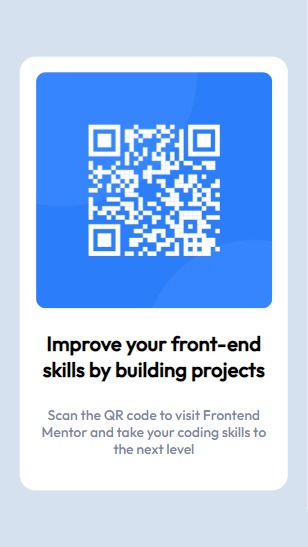 Improve your front-end
skills by building projects
Scan the QR code to visit Frontend
Mentor and take your coding skills to
the next level